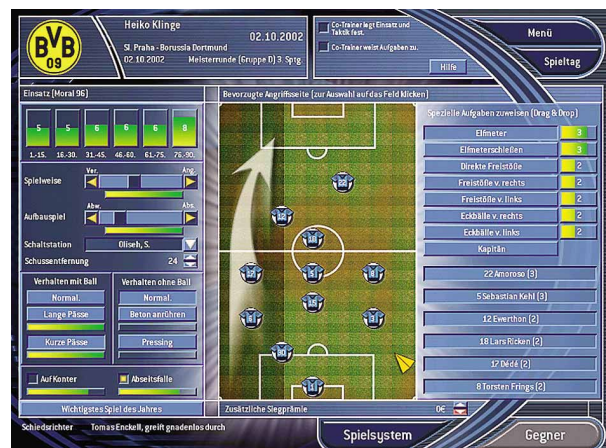 BVB
09
Heiko Klinge
02.10.2002
Sl. Praha - Borussia Dortmund
02.10.2002 Meisterrunde (Gruppe D) 3. Sptg.
Co-Trainer legt Einsatz und
Taktik fest.
Co-Trainer weist Aufgaben zu.
Hilfe
Menü
Spieltag
Einsatz (Moral 96)
5 5 6 6 6 8
1.-15. 16.-30. 31.-45. 46.-60. 61.-75. 76.-90.
Ver. Ang.
Spielweise
Abw. Abs.
Aufbauspiel
Schaltstation Oliseh, S.
Schussentfernung 24
Verhalten mit Ball Verhalten ohne Ball
Normal. Normal.
Lange Pässe Beton anrühren
Kurze Pässe Pressing
Auf Konter Abseitsfalle
Wichtigstes Spiel des Jahres
Bevorzugte Angriffsseite (zur Auswahl auf das Feld klicken)
Zusätzliche Siegprämie 0€
Spezielle Aufgaben zuweisen (Drag & Drop)
Elfmeter 3
Elfmeterschießen 3
Direkte Freistöße 2
Freistöße v. rechts 2
Freistöße v. links 2
Eckbälle v. rechts 2
Eckbälle v. links 2
Kapitän
22 Amoroso (3)
5 Sebastian Kehl (3)
12 Ewerthon (2)
18 Lars Ricken (2)
17 Dédé (2)
8 Torsten Frings (2)
Schiedsrichter Tomas Enckell, greift gnadenlos durch
Spielsystem
Gegner